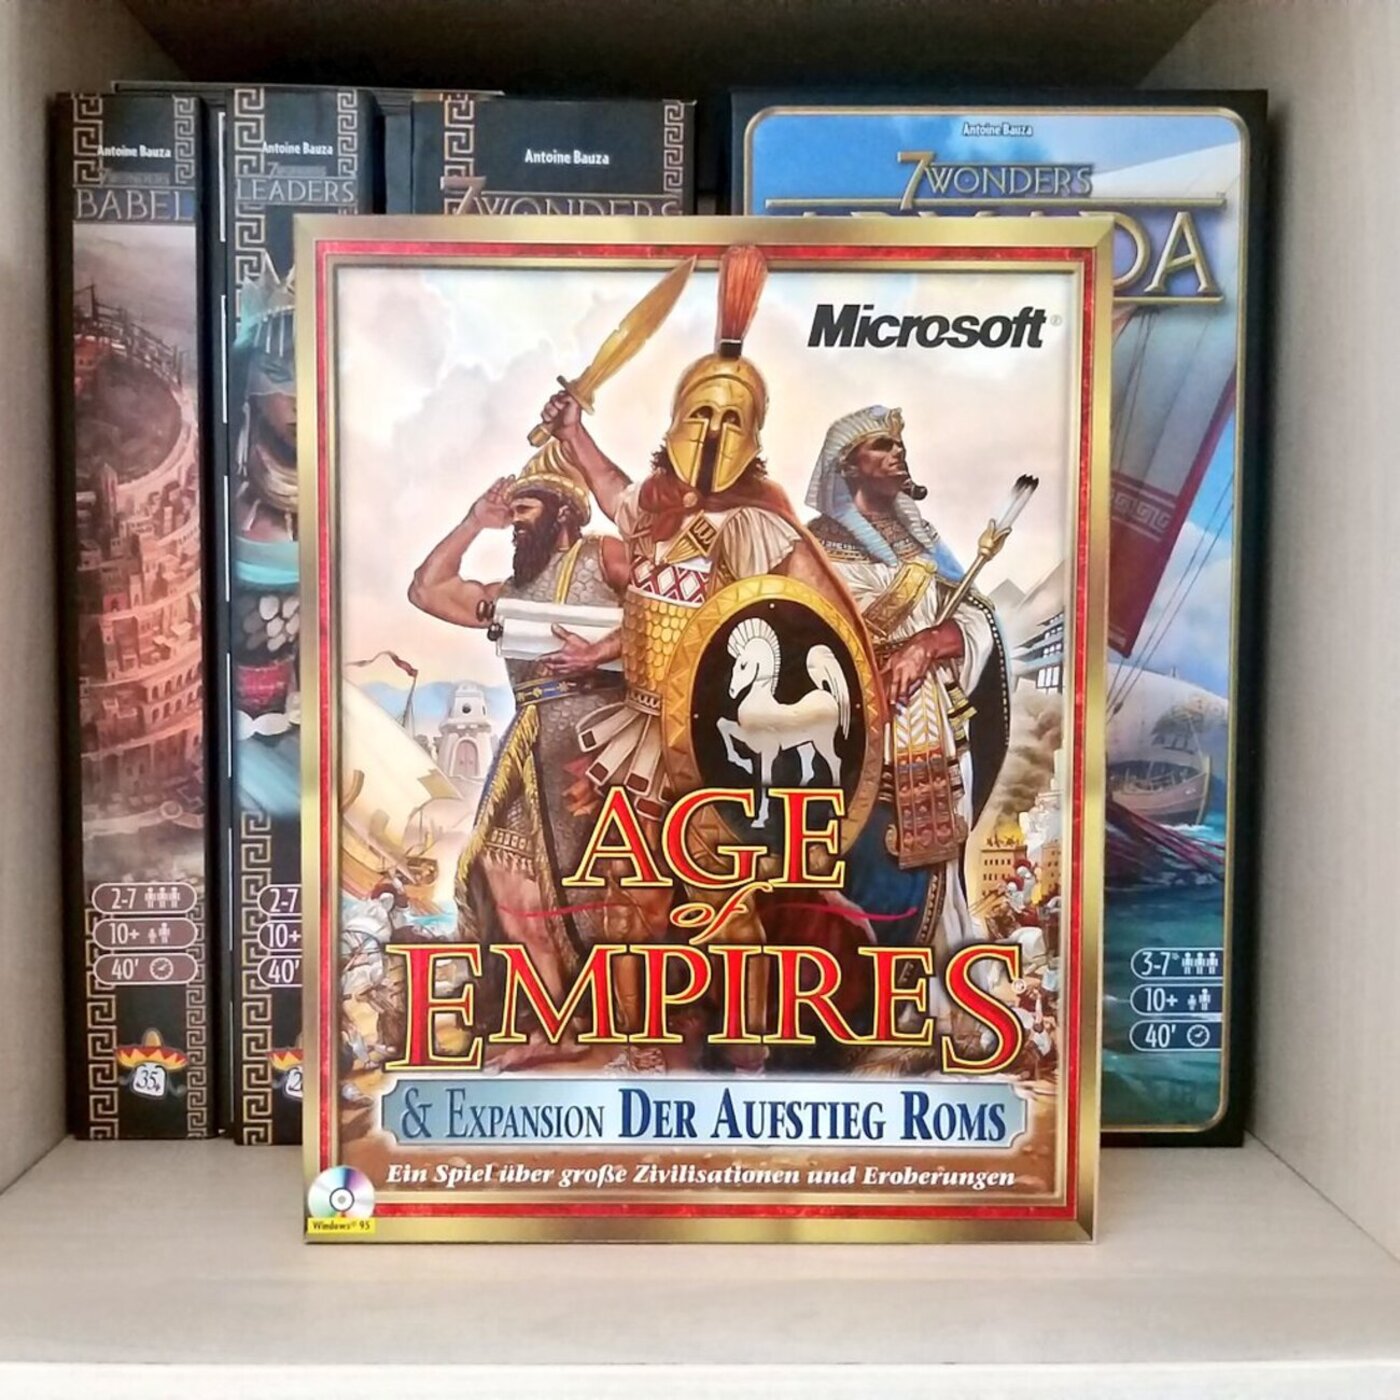 Antoine Bauza
BABEL
2-7
10+
40'
35
Antoine Bauza
LEADERS
2-7
10+
40'
Antoine Bauza
7 WONDERS
Antoine Bauza
7 WONDERS
3-7
10+
40'
Microsoft®
AGE
of
EMPIRES®
& EXPANSION DER AUFSTIEG ROMS
Ein Spiel über große Zivilisationen und Eroberungen
Windows® 95